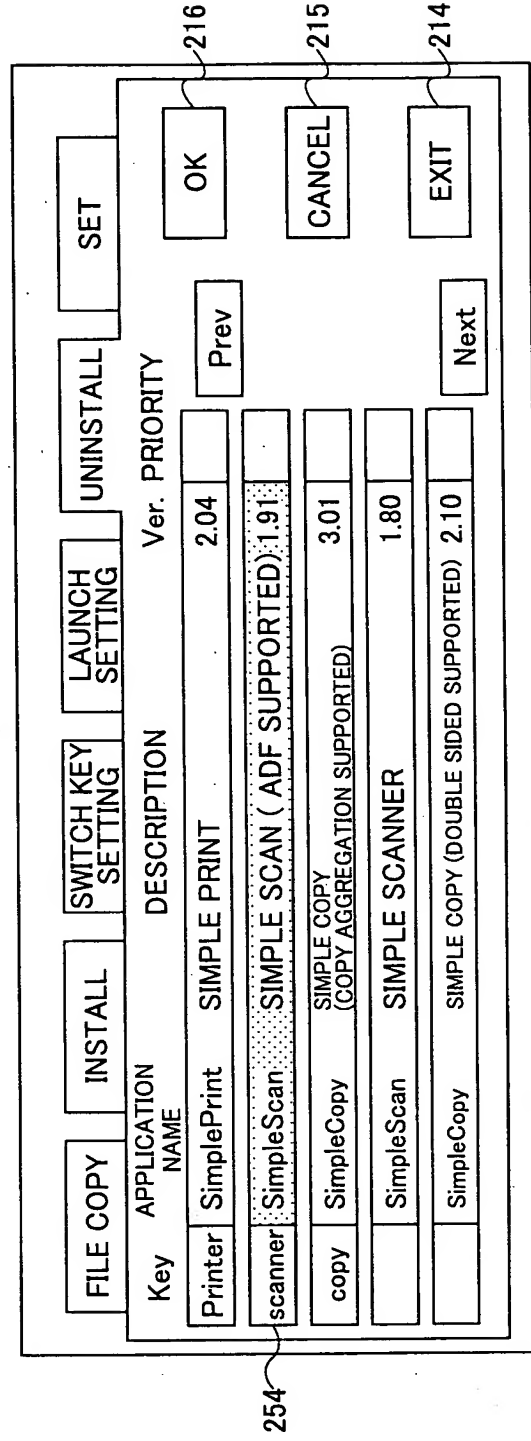 FILE COPY
INSTALL
SWITCH KEY
SETTING
LAUNCH
SETTING
UNINSTALL
SET
Key
APPLICATION
NAME
DESCRIPTION
Ver.
PRIORITY
Printer SimplePrint SIMPLE PRINT 2.04
scanner SimpleScan SIMPLE SCAN ( ADF SUPPORTED) 1.91
copy SimpleCopy SIMPLE COPY
(COPY AGGREGATION SUPPORTED) 3.01
SimpleScan SIMPLE SCANNER 1.80
SimpleCopy SIMPLE COPY (DOUBLE SIDED SUPPORTED) 2.10
Prev
Next
OK
CANCEL
EXIT
216
215
214
254